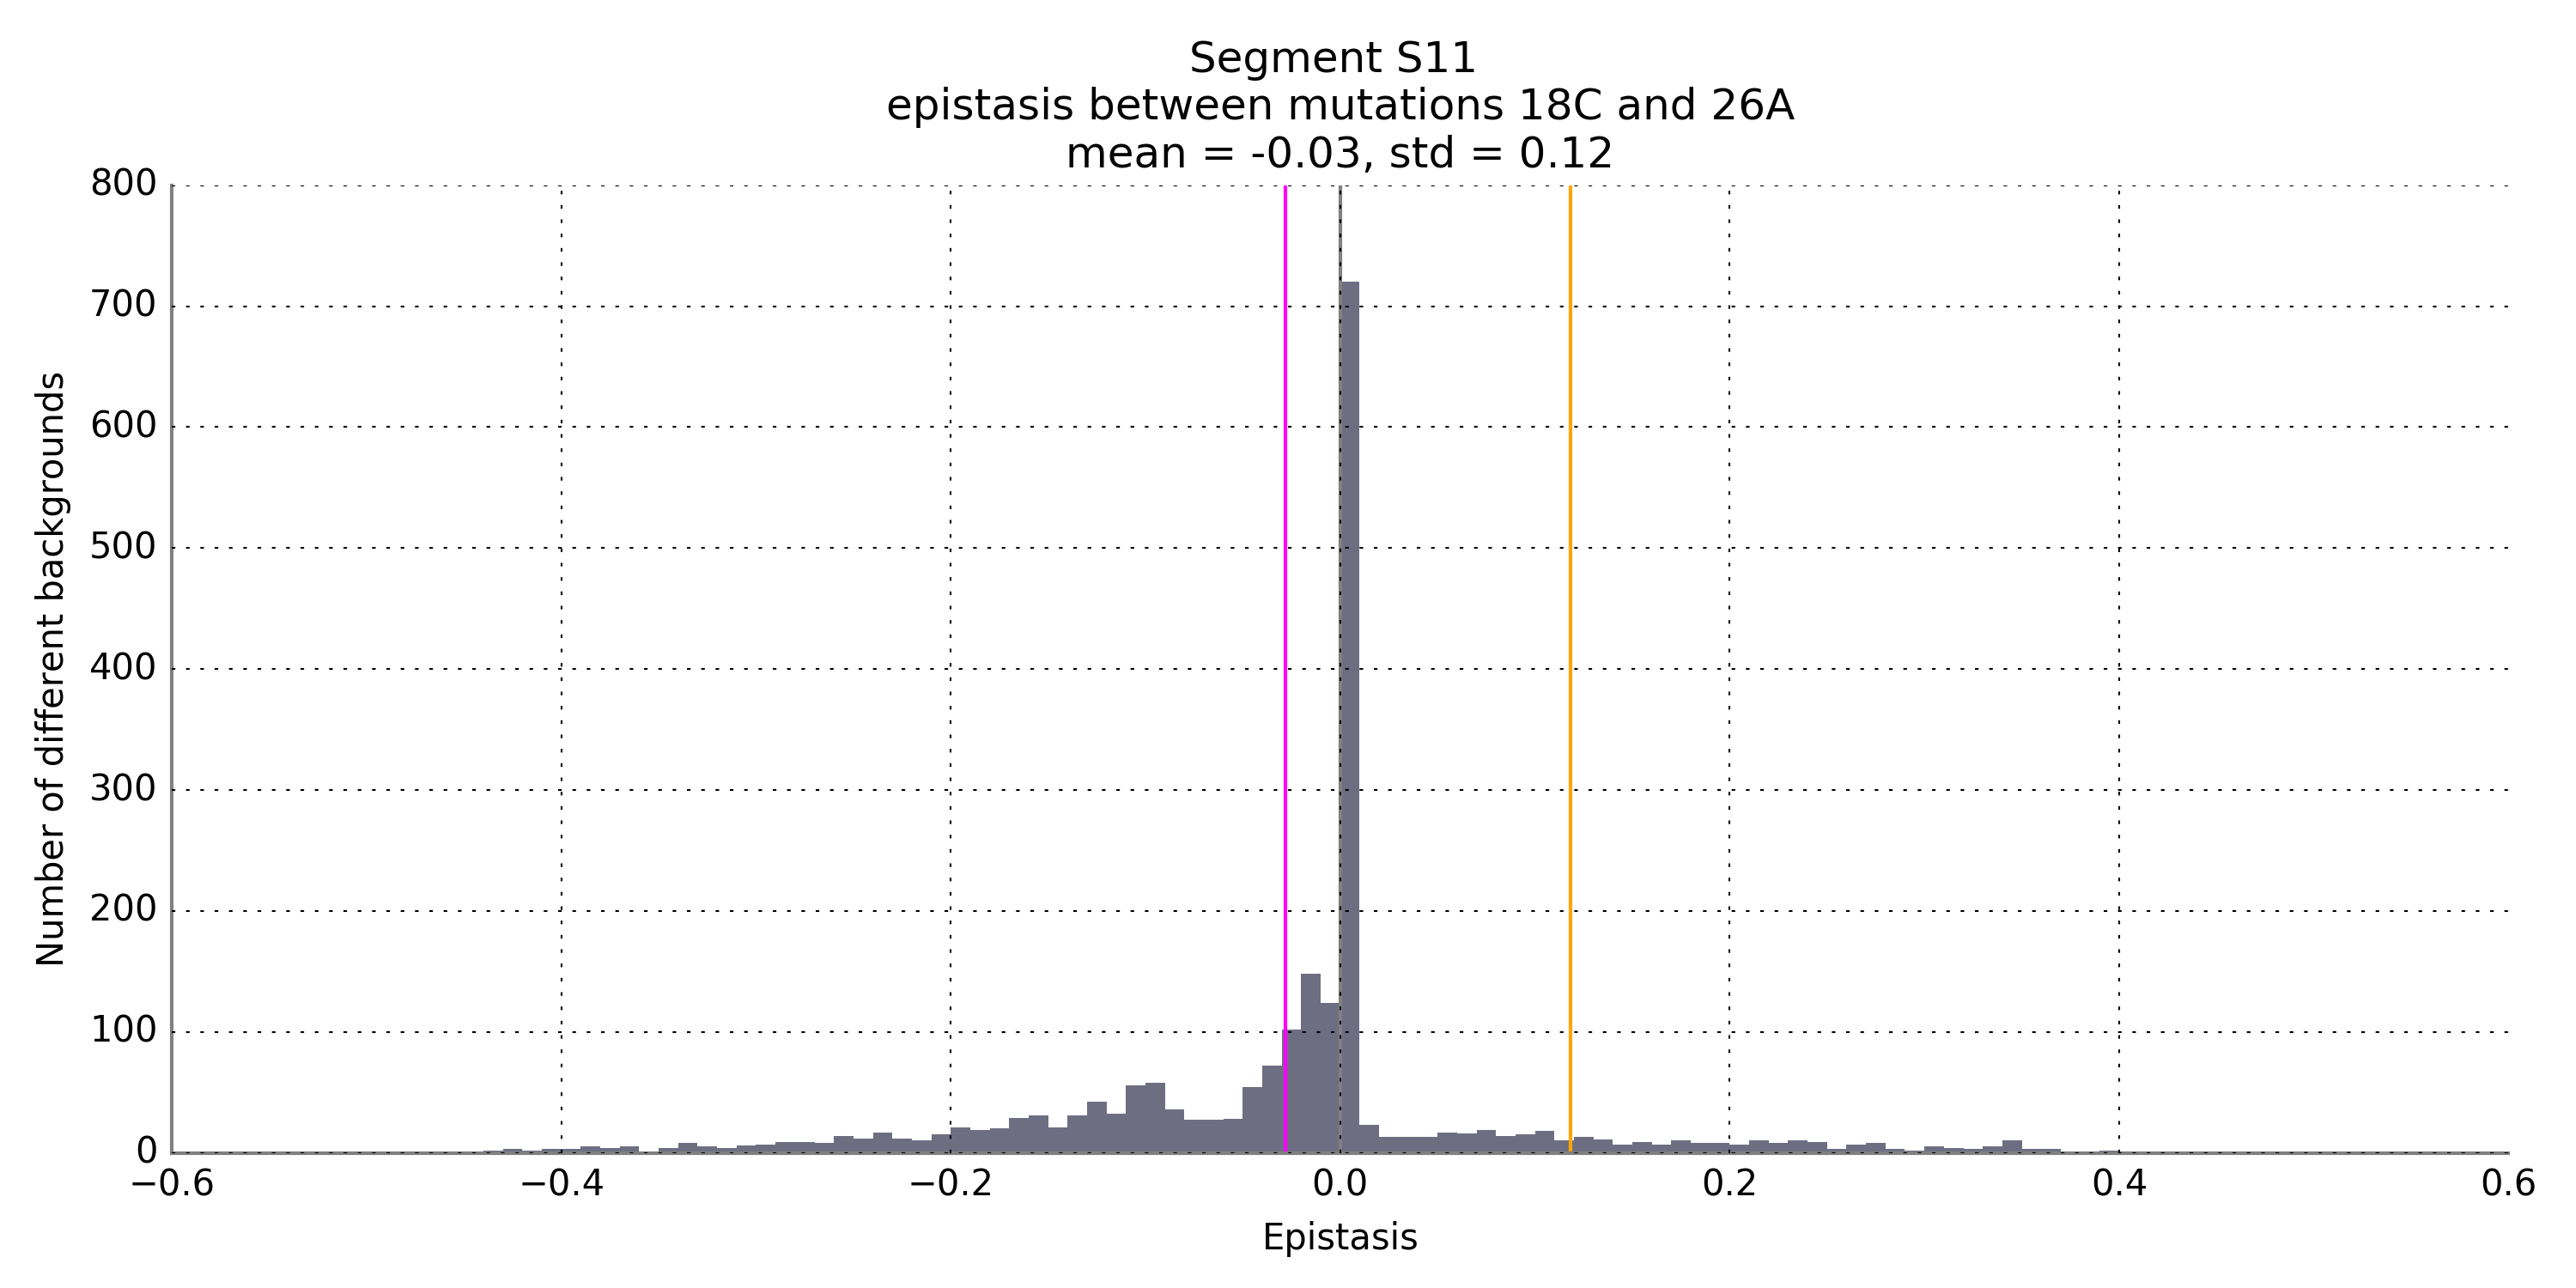 Segment S11
epistasis between mutations 18C and 26A
mean = -0.03, std = 0.12
800
700
600
500
400
300
200
100
0
Number of different backgrounds
−0.6 −0.4 −0.2 0.0 0.2 0.4 0.6
Epistasis